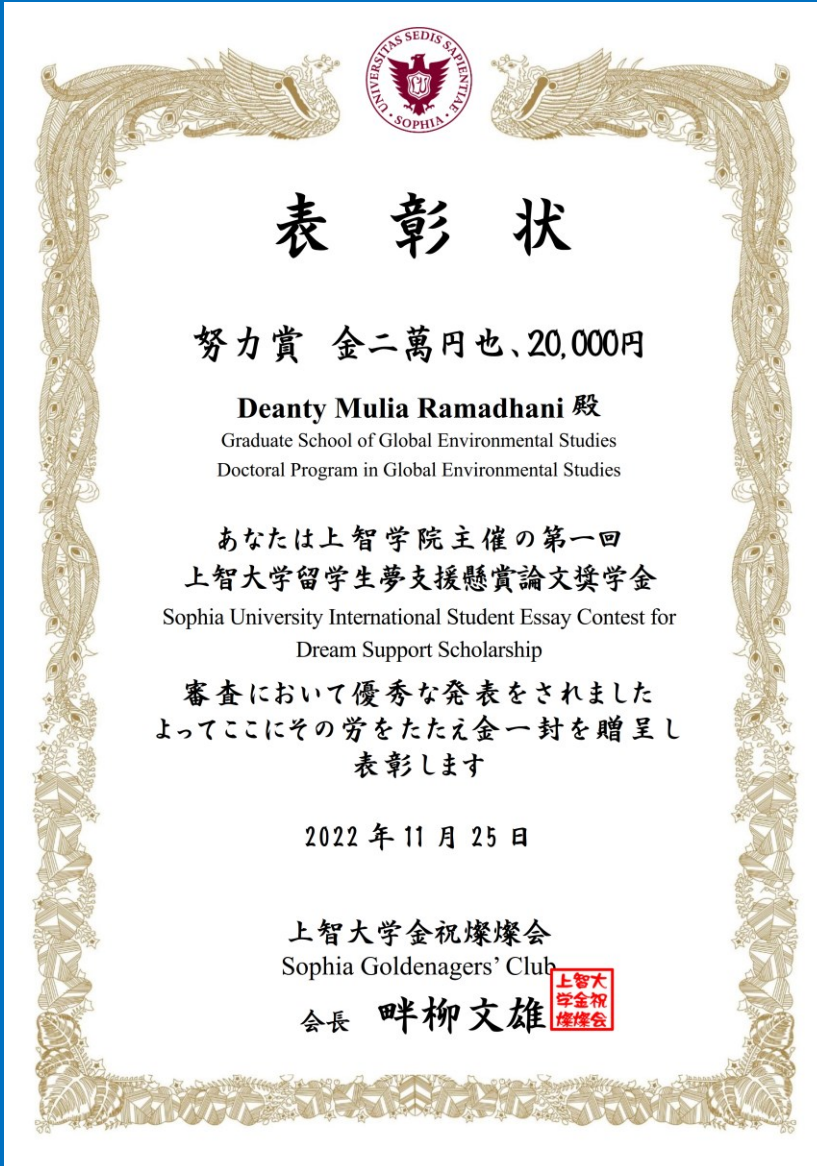 UNIVERSITAS SEDIS SAPIENTIAE
SOPHIA
表 彰 状
努力賞 金二萬円也、20,000円
Deanty Mulia Ramadhani 殿
Graduate School of Global Environmental Studies
Doctoral Program in Global Environmental Studies
あなたは上智学院主催の第一回
上智大学留学生夢支援懸賞論文奨学金
Sophia University International Student Essay Contest for
Dream Support Scholarship
審査において優秀な発表をされました
よってここにその労をたたえ金一封を贈呈し
表彰します
2022 年 11 月 25 日
上智大学金祝燦燦会
Sophia Goldenagers’ Club
会長 畔柳文雄
上智大
学金祝
燦燦会